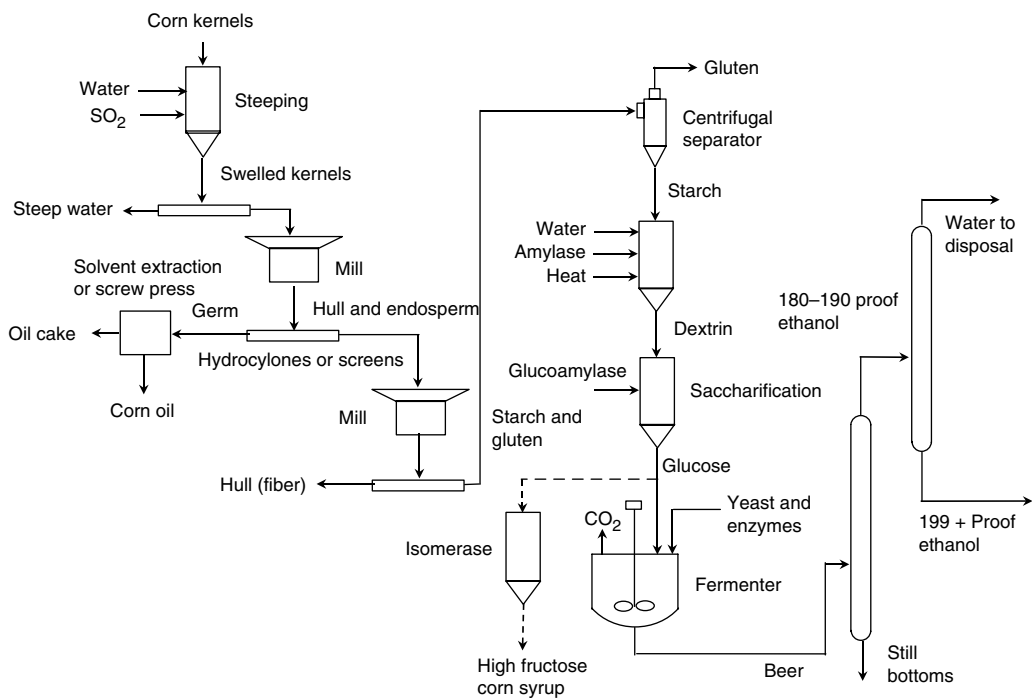 Corn kernels
Water
SO2
Steeping
Swelled kernels
Steep water
Mill
Solvent extraction
or screw press
Germ
Hull and endosperm
Oil cake
Hydrocylones or screens
Corn oil
Mill
Starch and
gluten
Hull (fiber)
Gluten
Centrifugal
separator
Starch
Water
Amylase
Heat
Dextrin
Glucoamylase
Saccharification
Glucose
Isomerase
High fructose
corn syrup
CO2
Yeast and
enzymes
Fermenter
Beer
180–190 proof
ethanol
Still
bottoms
Water to
disposal
199 + Proof
ethanol